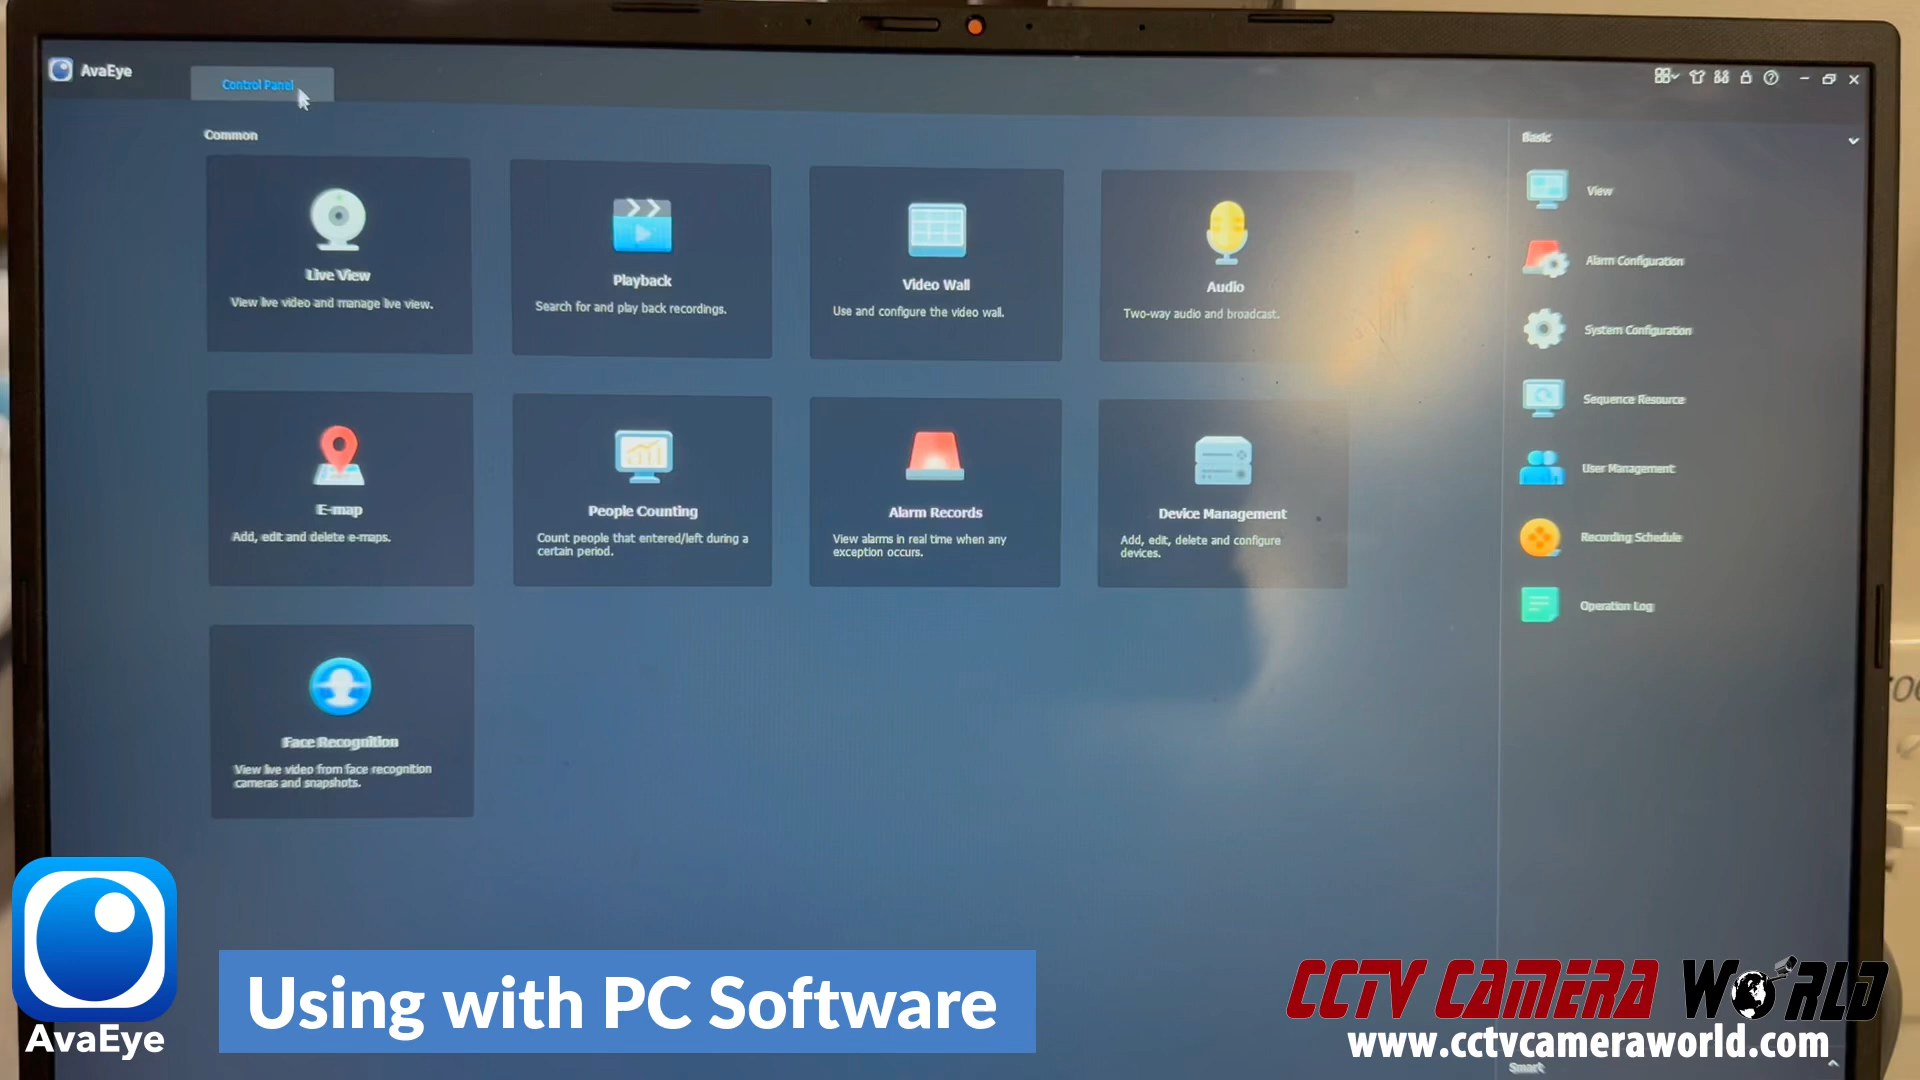 AvaEye
Control Panel
Common
Live View
View live video and manage live view.
Playback
Search for and play back recordings.
Video Wall
Use and configure the video wall.
Audio
Two-way audio and broadcast.
E-map
Add, edit and delete e-maps.
People Counting
Count people that entered/left during a
certain period.
Alarm Records
View alarms in real time when any
exception occurs.
Device Management
Add, edit, delete and configure
devices.
Face Recognition
View live video from face recognition
cameras and snapshots.
Basic
View
Alarm Configuration
System Configuration
Sequence Resource
User Management
Recording Schedule
Operation Log
Smart
AvaEye
Using with PC Software
CCTV CAMERA WORLD
www.cctvcameraworld.com